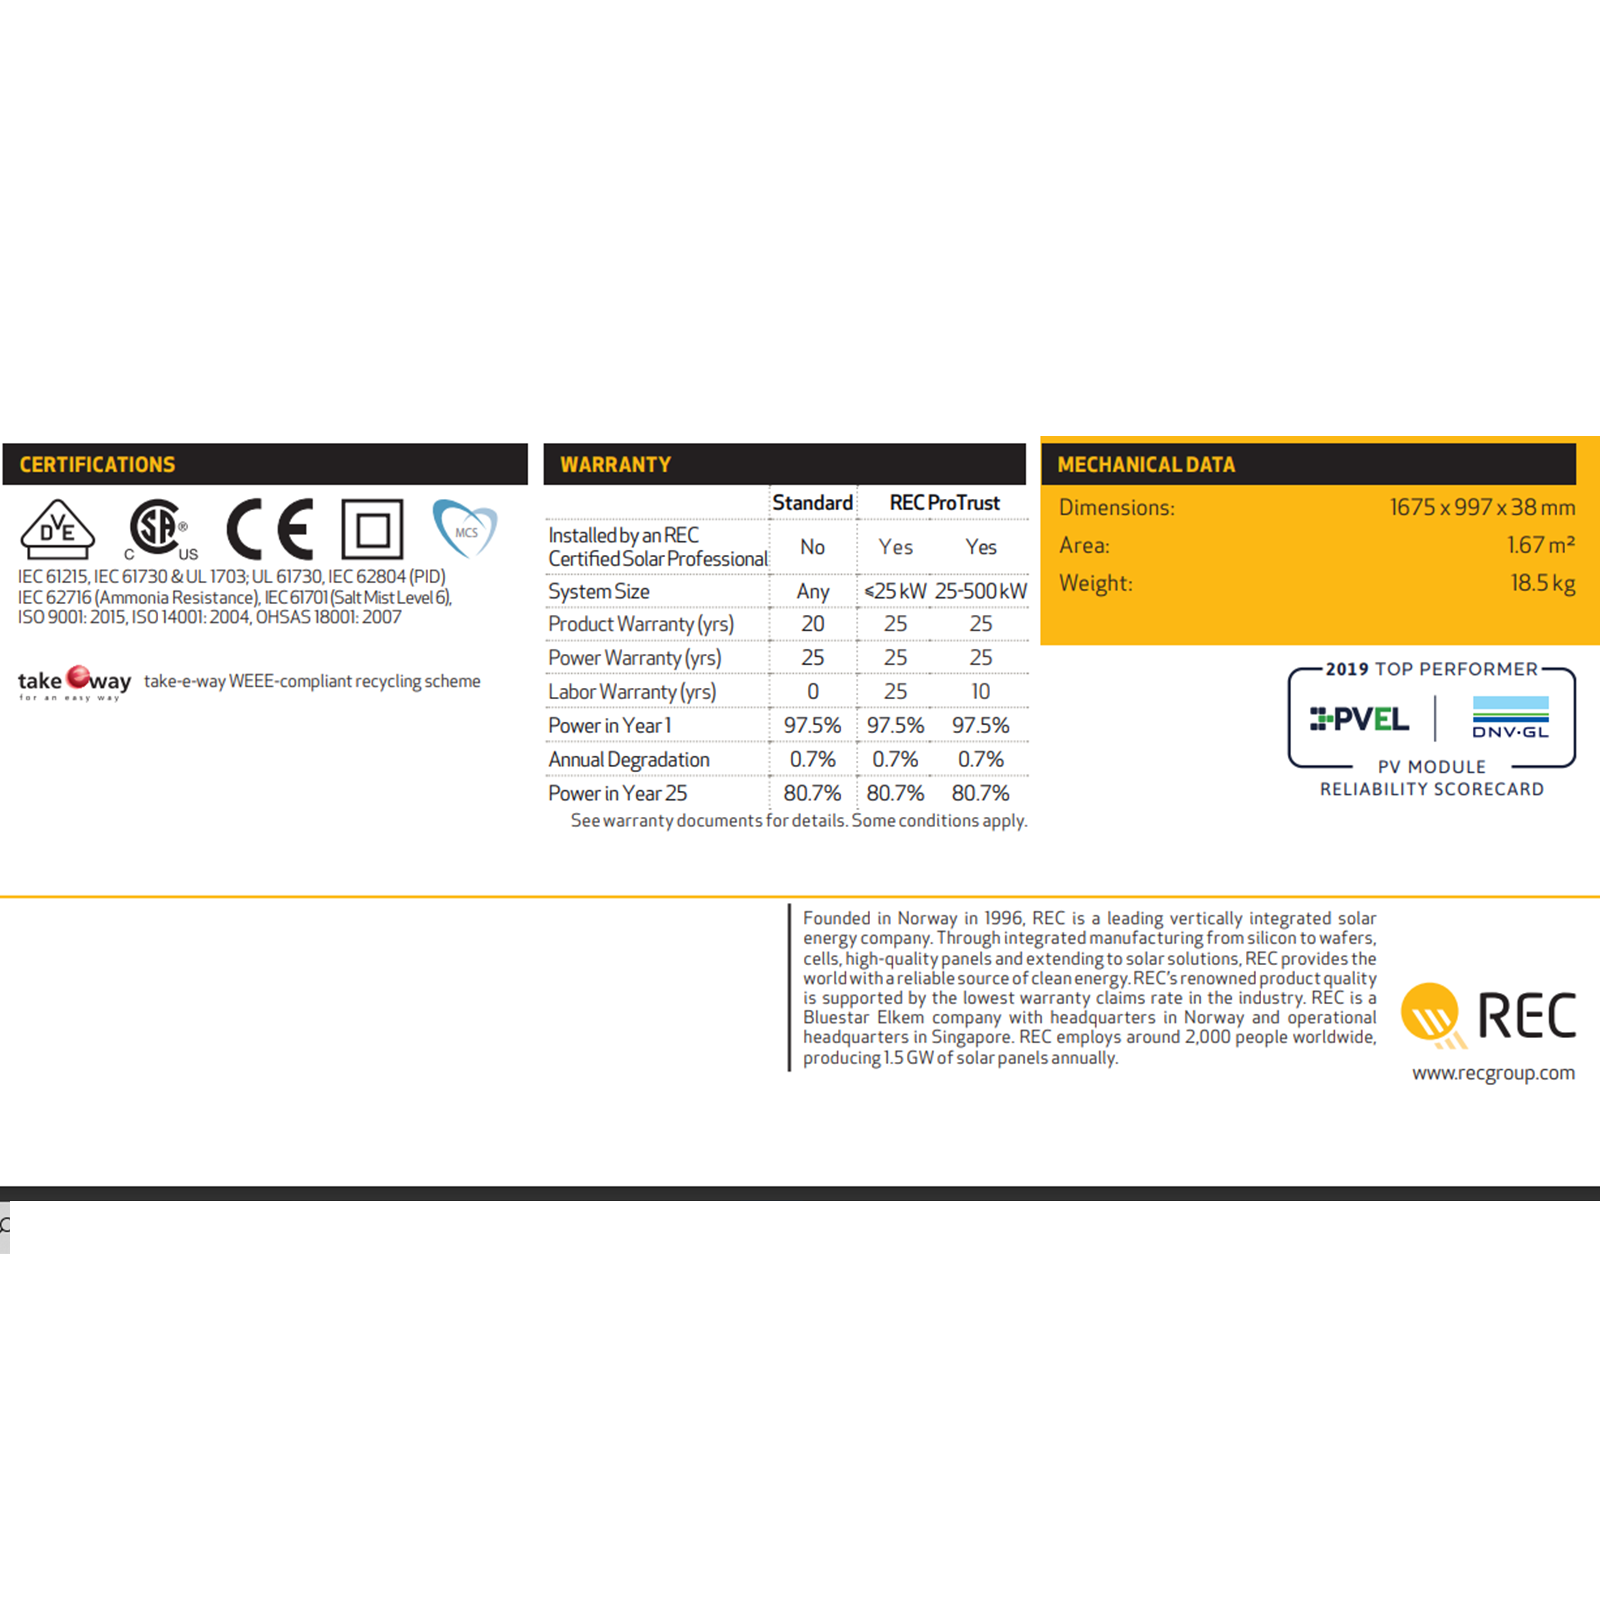 CERTIFICATIONS
DVE
SA ®
C US
CE
MCS
IEC 61215, IEC 61730 & UL 1703; UL 61730, IEC 62804 (PID)
IEC 62716 (Ammonia Resistance), IEC 61701 (Salt Mist Level 6),
ISO 9001: 2015, ISO 14001: 2004, OHSAS 18001: 2007
take e way
for an easy way
take-e-way WEEE-compliant recycling scheme
WARRANTY
Standard REC ProTrust
Installed by an REC
Certified Solar Professional No Yes Yes
System Size Any ≤25 kW 25-500 kW
Product Warranty (yrs) 20 25 25
Power Warranty (yrs) 25 25 25
Labor Warranty (yrs) 0 25 10
Power in Year 1 97.5% 97.5% 97.5%
Annual Degradation 0.7% 0.7% 0.7%
Power in Year 25 80.7% 80.7% 80.7%
See warranty documents for details. Some conditions apply.
MECHANICAL DATA
Dimensions: 1675 x 997 x 38 mm
Area: 1.67 m²
Weight: 18.5 kg
2019 TOP PERFORMER
PVEL DNV·GL
PV MODULE
RELIABILITY SCORECARD
Founded in Norway in 1996, REC is a leading vertically integrated solar
energy company. Through integrated manufacturing from silicon to wafers,
cells, high-quality panels and extending to solar solutions, REC provides the
world with a reliable source of clean energy. REC's renowned product quality
is supported by the lowest warranty claims rate in the industry. REC is a
Bluestar Elkem company with headquarters in Norway and operational
headquarters in Singapore. REC employs around 2,000 people worldwide,
producing 1.5 GW of solar panels annually.
REC
www.recgroup.com